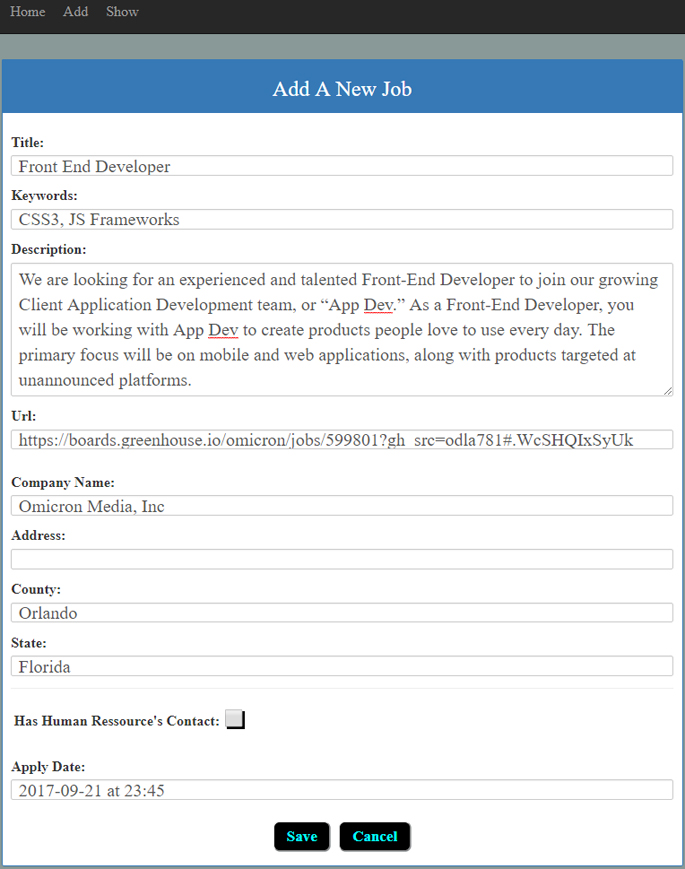 Home Add Show
Add A New Job
Title:
Front End Developer
Keywords:
CSS3, JS Frameworks
Description:
We are looking for an experienced and talented Front-End Developer to join our growing
Client Application Development team, or “App Dev.” As a Front-End Developer, you
will be working with App Dev to create products people love to use every day. The
primary focus will be on mobile and web applications, along with products targeted at
unannounced platforms.
Url:
https://boards.greenhouse.io/omicron/jobs/599801?gh_src=odla781#.WcSHQIxSyUk
Company Name:
Omicron Media, Inc
Address:
County:
Orlando
State:
Florida
Has Human Ressource's Contact:
Apply Date:
2017-09-21 at 23:45
Save Cancel